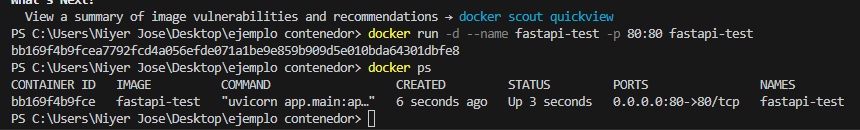 What's Next?
View a summary of image vulnerabilities and recommendations → docker scout quickview
PS C:\Users\Niyer Jose\Desktop\ejemplo contenedor> docker run -d --name fastapi-test -p 80:80 fastapi-test
bb169f4b9fcea7792fcd4a056efde071a1be9e859b909d5e010bda64301dbfe8
PS C:\Users\Niyer Jose\Desktop\ejemplo contenedor> docker ps
CONTAINER ID   IMAGE          COMMAND                  CREATED         STATUS         PORTS                NAMES
bb169f4b9fce   fastapi-test   "uvicorn app.main:ap…"   6 seconds ago   Up 3 seconds   0.0.0.0:80->80/tcp   fastapi-test
PS C:\Users\Niyer Jose\Desktop\ejemplo contenedor>